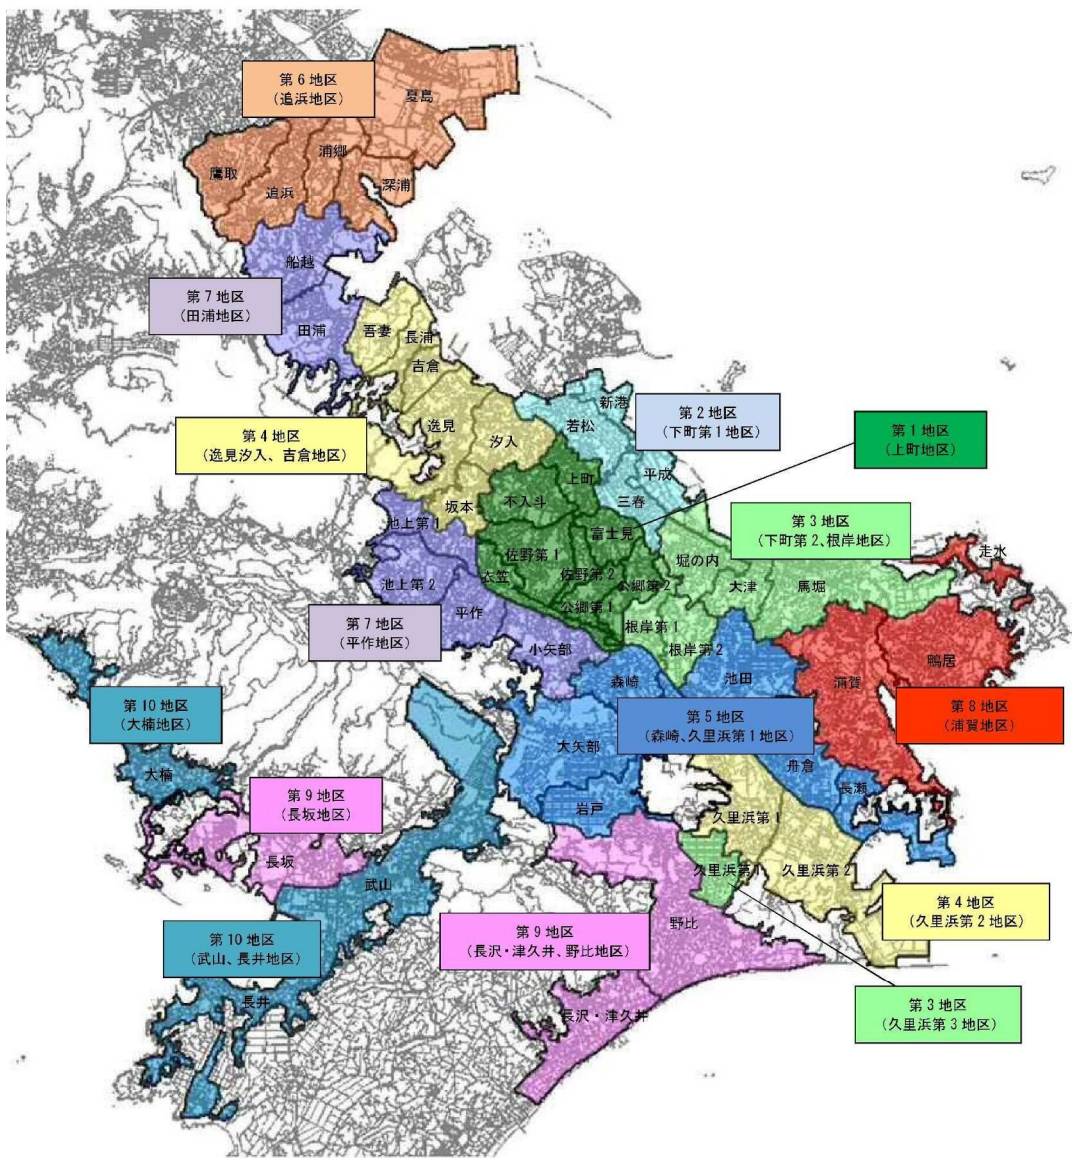 第6地区
(追浜地区)
夏島
浦郷
鷹取
追浜
深浦
船越
第7地区
(田浦地区)
田浦
吾妻
長浦
吉倉
逸見
汐入
第4地区
(逸見汐入、吉倉地区)
坂本
新港
若松
平成
三春
第2地区
(下町第1地区)
第1地区
(上町地区)
上町
不入斗
富士見
佐野第1
佐野第2
衣笠
公郷第2
公郷第1
第3地区
(下町第2、根岸地区)
堀の内
大津
馬堀
走水
根岸第1
根岸第2
池上第1
池上第2
平作
第7地区
(平作地区)
小矢部
森崎
池田
浦賀
鴨居
第8地区
(浦賀地区)
第5地区
(森崎、久里浜第1地区)
大矢部
岩戸
舟倉
長瀬
第10地区
(大楠地区)
大楠
第9地区
(長坂地区)
長坂
武山
久里浜第1
久里浜第1
久里浜第2
第4地区
(久里浜第2地区)
第10地区
(武山、長井地区)
長井
第9地区
(長沢・津久井、野比地区)
野比
長沢・津久井
第3地区
(久里浜第3地区)